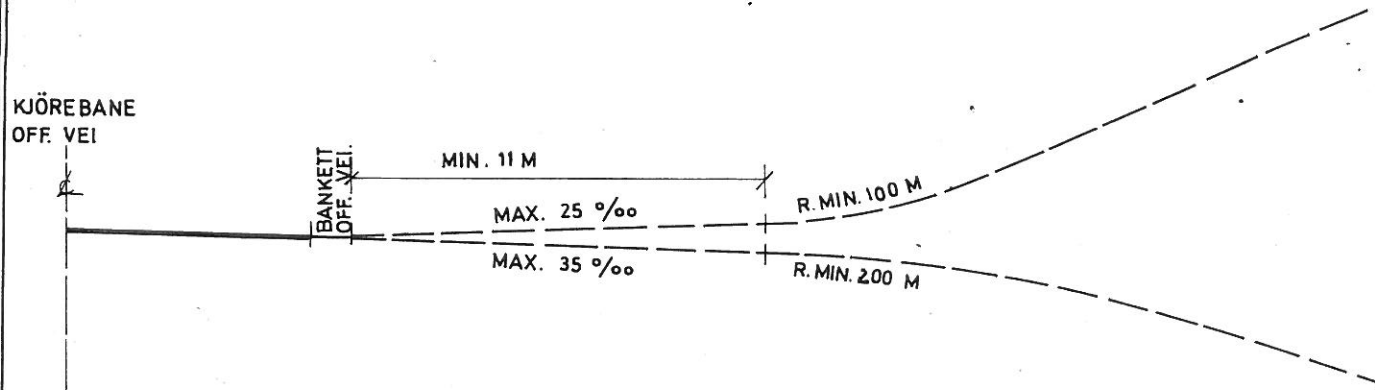 KJÖREBANE
OFF. VEI
BANKETT
OFF. VEI.
MIN. 11 M
MAX. 25 ‰
MAX. 35 ‰
R. MIN. 100 M
R. MIN. 200 M